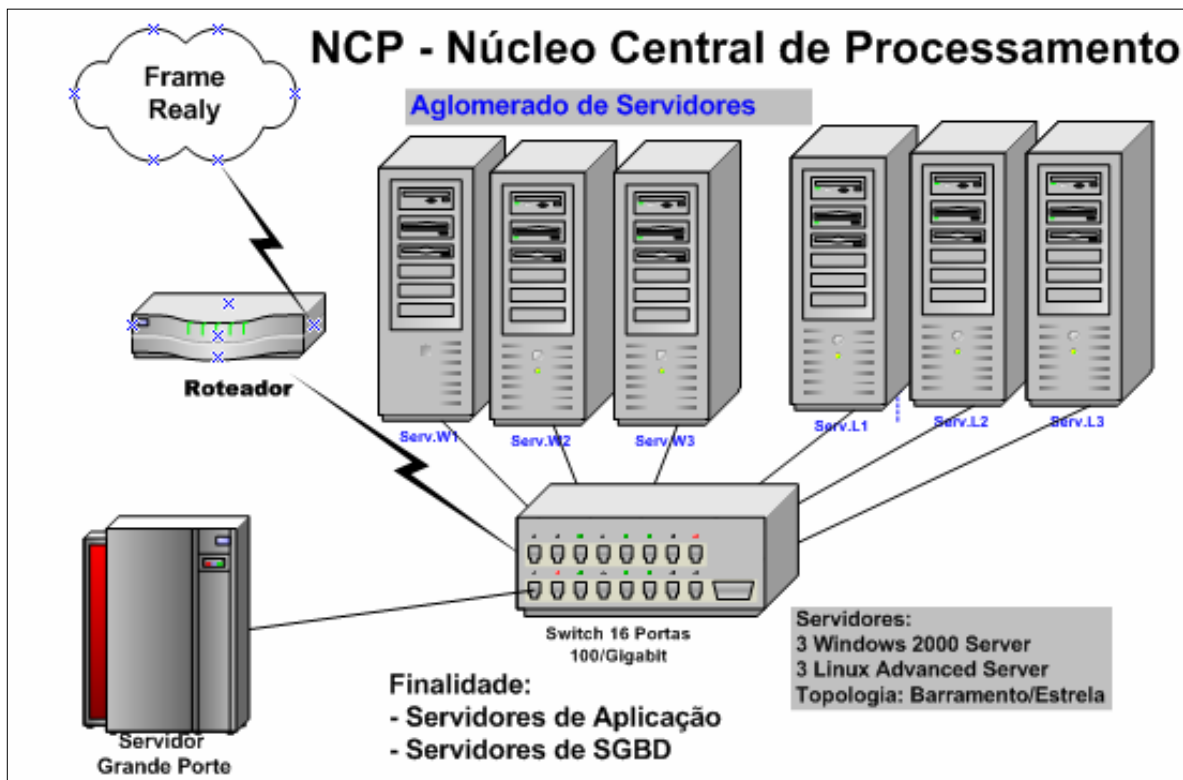 NCP - Núcleo Central de Processamento
Frame
Realy
Aglomerado de Servidores
Roteador
Serv.W1
Serv.W2
Serv.W3
Serv.L1
Serv.L2
Serv.L3
Switch 16 Portas
100/Gigabit
Servidores:
3 Windows 2000 Server
3 Linux Advanced Server
Topologia: Barramento/Estrela
Finalidade:
- Servidores de Aplicação
- Servidores de SGBD
Servidor
Grande Porte